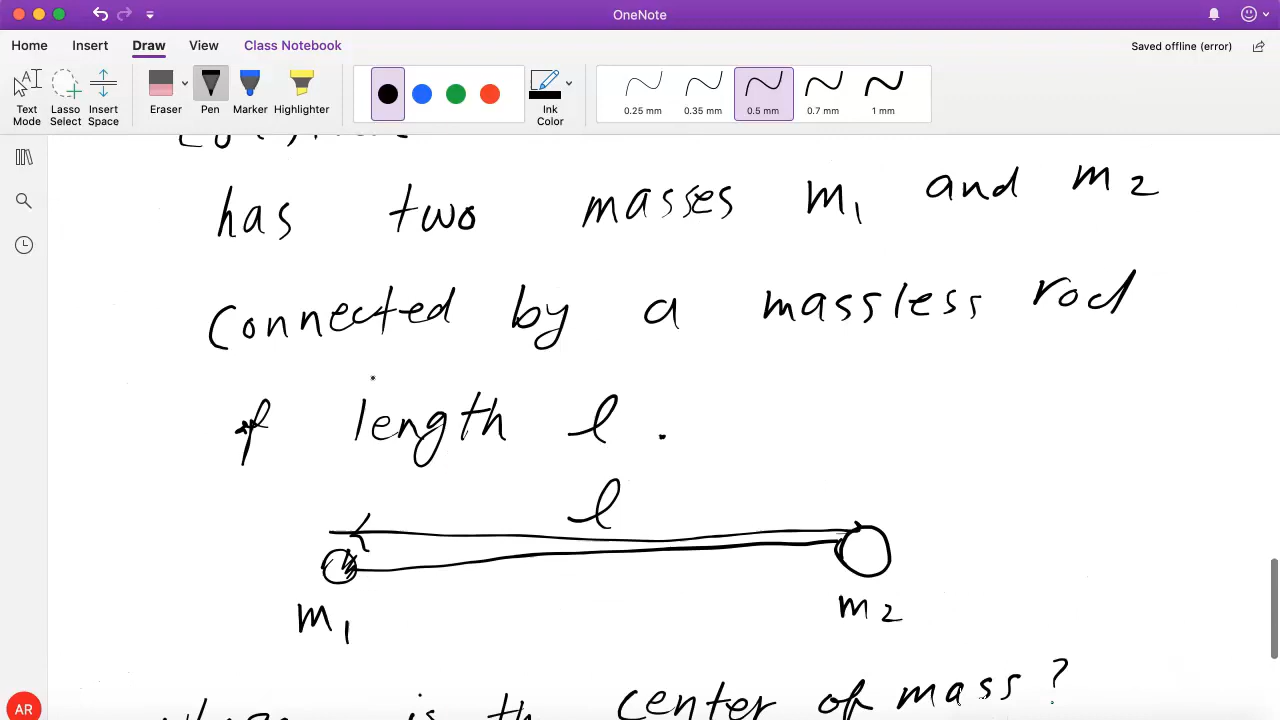 OneNote
Home Insert Draw View Class Notebook
Saved offline (error)
Text Mode
Lasso Select
Insert Space
Eraser
Pen
Marker
Highlighter
Ink Color
0.25 mm
0.35 mm
0.5 mm
0.7 mm
1 mm
has two masses m1 and m2
connected by a massless rod
of length l .
l
m1
m2
is the center of mass ?
AR